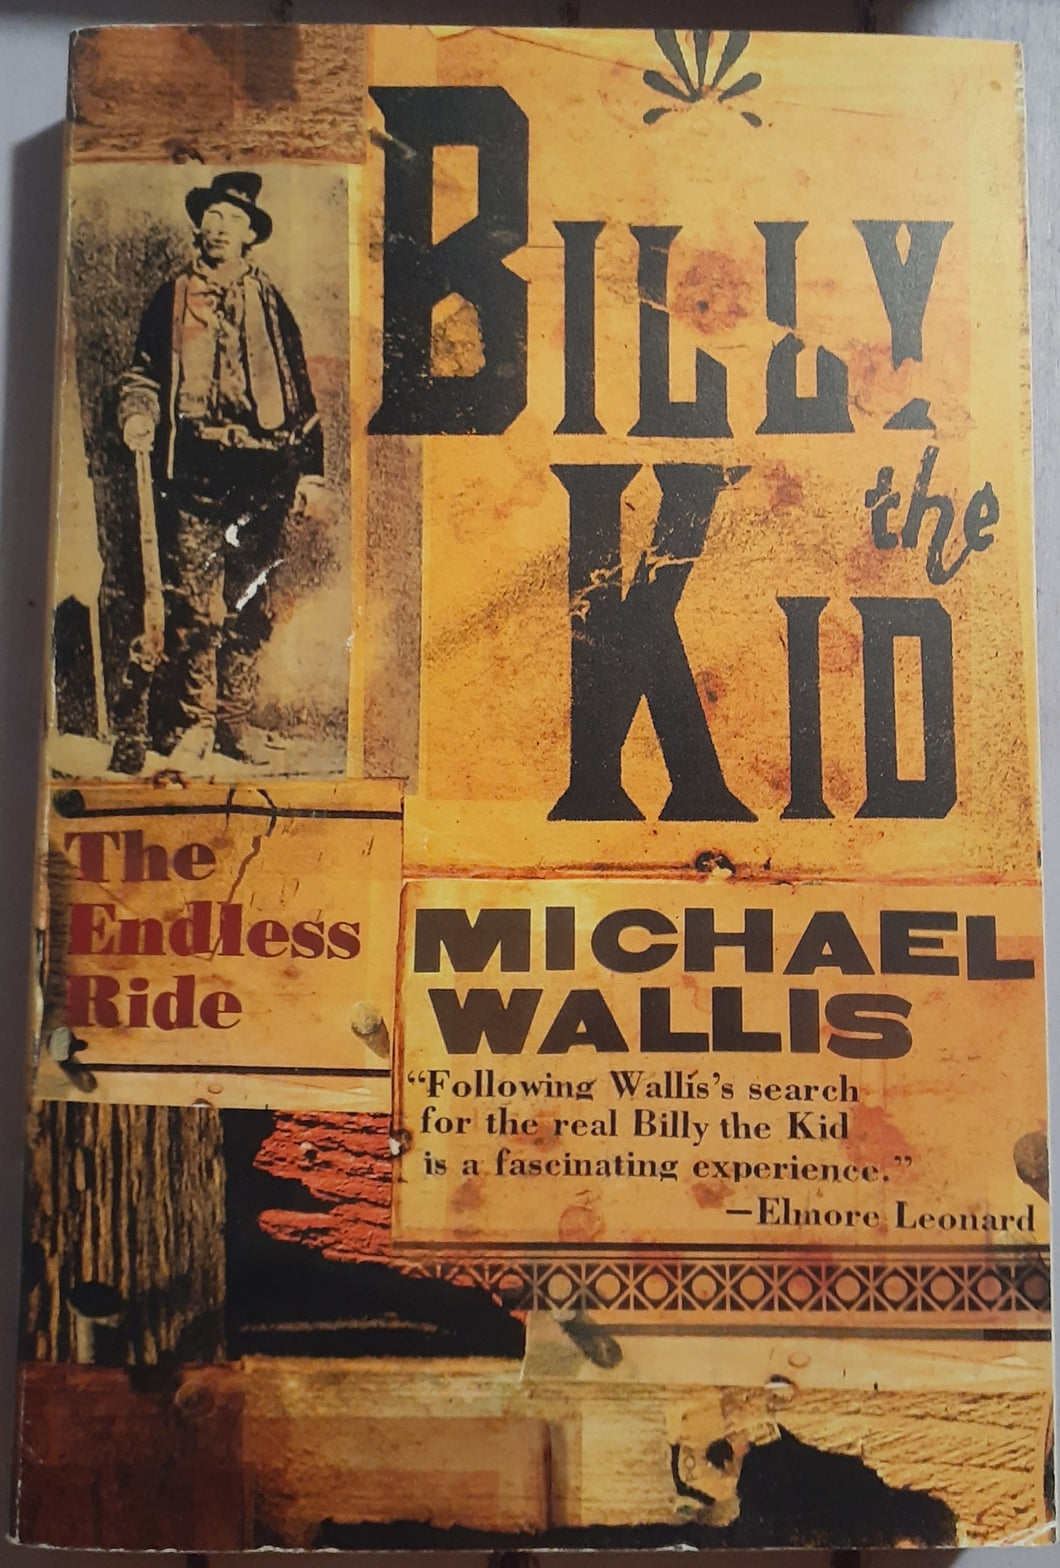 BILLY
the
KID
The
Endless
Ride
MICHAEL
WALLIS
“Following Wallis’s search
for the real Billy the Kid
is a fascinating experience.”
—Elmore Leonard